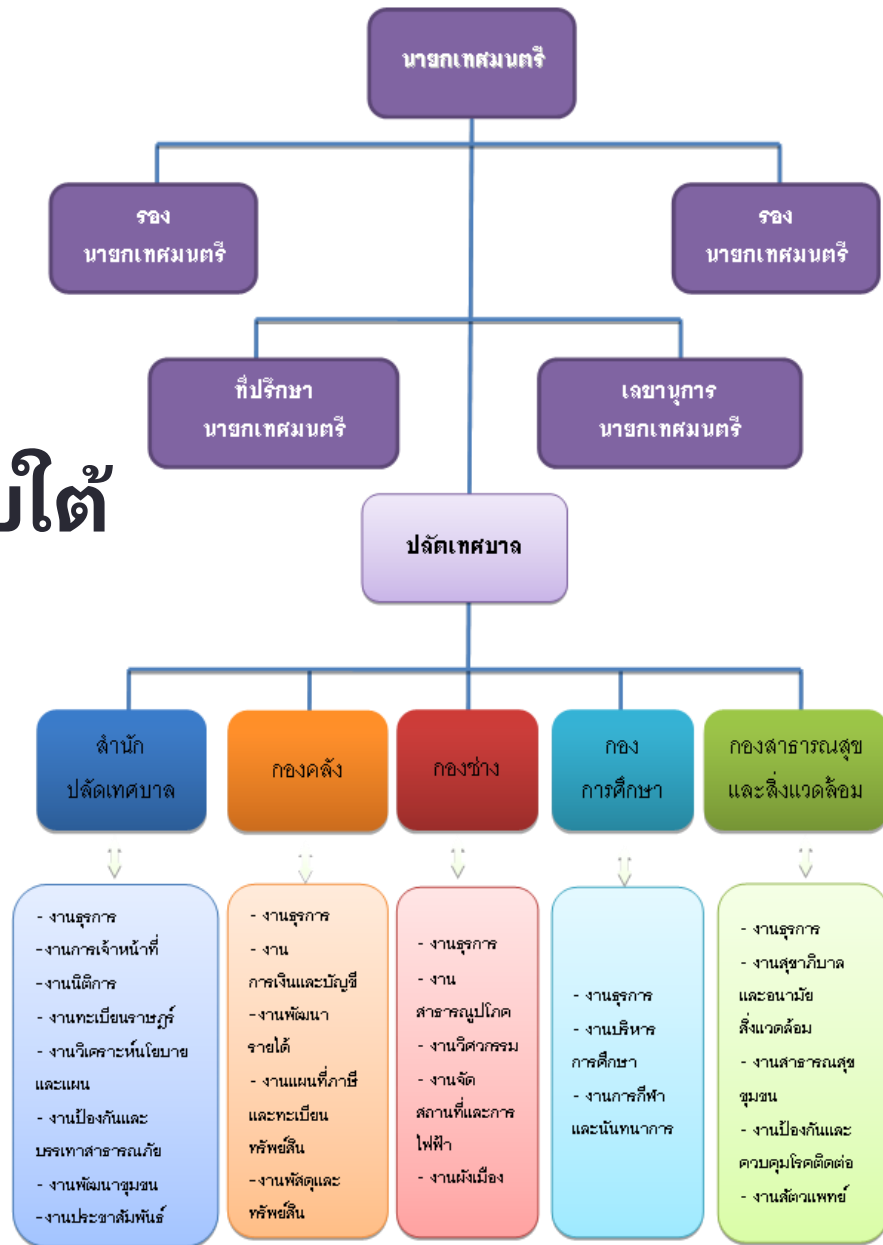 นายกเทศมนตรี
รอง
นายกเทศมนตรี
รอง
นายกเทศมนตรี
ที่ปรึกษา
นายกเทศมนตรี
เลขานุการ
นายกเทศมนตรี
ปลัดเทศบาล
สำนัก
ปลัดเทศบาล
กองคลัง
กองช่าง
กอง
การศึกษา
กองสาธารณสุข
และสิ่งแวดล้อม
- งานธุรการ
-งานการเจ้าหน้าที่
-งานนิติการ
- งานทะเบียนราษฎร์
- งานวิเคราะห์นโยบาย
และแผน
- งานป้องกันและ
บรรเทาสาธารณภัย
- งานพัฒนาชุมชน
-งานประชาสัมพันธ์
- งานธุรการ
- งาน
การเงินและบัญชี
-งานพัฒนา
รายได้
- งานแผนที่ภาษี
และทะเบียน
ทรัพย์สิน
-งานพัสดุและ
ทรัพย์สิน
- งานธุรการ
- งาน
สาธารณูปโภค
-งานวิศวกรรม
- งานจัด
สถานที่และการ
ไฟฟ้า
- งานผังเมือง
- งานธุรการ
- งานบริหาร
การศึกษา
- งานการกีฬา
และนันทนาการ
- งานธุรการ
- งานสุขาภิบาล
และอนามัย
สิ่งแวดล้อม
- งานสาธารณสุข
ชุมชน
- งานป้องกันและ
ควบคุมโรคติดต่อ
- งานสัตวแพทย์